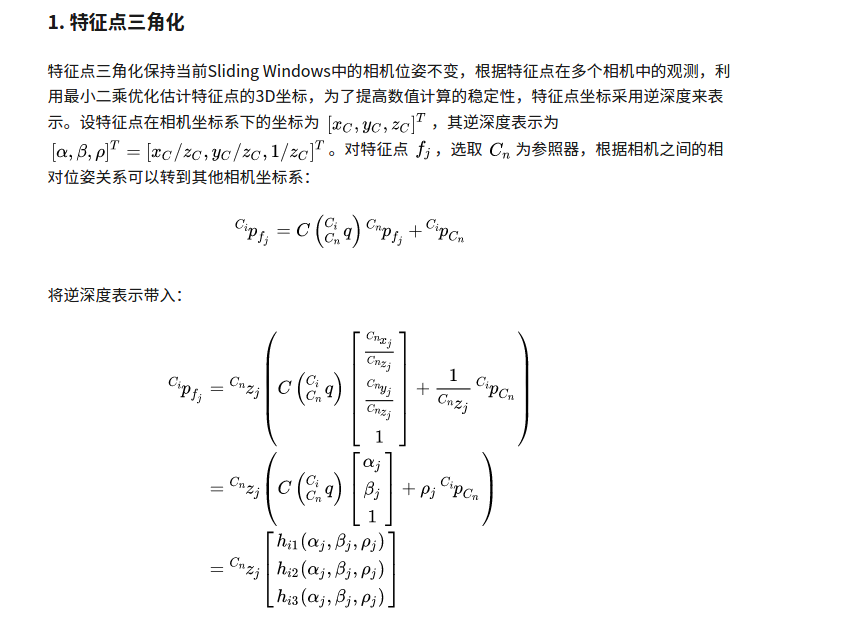 1. 特征点三角化
特征点三角化保持当前Sliding Windows中的相机位姿不变，根据特征点在多个相机中的观测，利
用最小二乘优化估计特征点的3D坐标，为了提高数值计算的稳定性，特征点坐标采用逆深度来表
示。设特征点在相机坐标系下的坐标为 $[x_C, y_C, z_C]^T$ ，其逆深度表示为
$[\alpha, \beta, \rho]^T = [x_C/z_C, y_C/z_C, 1/z_C]^T$ 。对特征点 $f_j$ ，选取 $C_n$ 为参照器，根据相机之间的相
对位姿关系可以转到其他相机坐标系：
${}^{C_i}p_{f_j} = C\left({}^{C_i}_{C_n}q\right){}^{C_n}p_{f_j} + {}^{C_i}p_{C_n}$
将逆深度表示带入：
${}^{C_i}p_{f_j} = {}^{C_n}z_j\left(C\left({}^{C_i}_{C_n}q\right)\begin{bmatrix}\frac{{}^{C_n}x_j}{{}^{C_n}z_j}\\\frac{{}^{C_n}y_j}{{}^{C_n}z_j}\\1\end{bmatrix} + \frac{1}{{}^{C_n}z_j}{}^{C_i}p_{C_n}\right)$
$= {}^{C_n}z_j\left(C\left({}^{C_i}_{C_n}q\right)\begin{bmatrix}\alpha_j\\\beta_j\\1\end{bmatrix} + \rho_j{}^{C_i}p_{C_n}\right)$
$= {}^{C_n}z_j\begin{bmatrix}h_{i1}(\alpha_j, \beta_j, \rho_j)\\h_{i2}(\alpha_j, \beta_j, \rho_j)\\h_{i3}(\alpha_j, \beta_j, \rho_j)\end{bmatrix}$